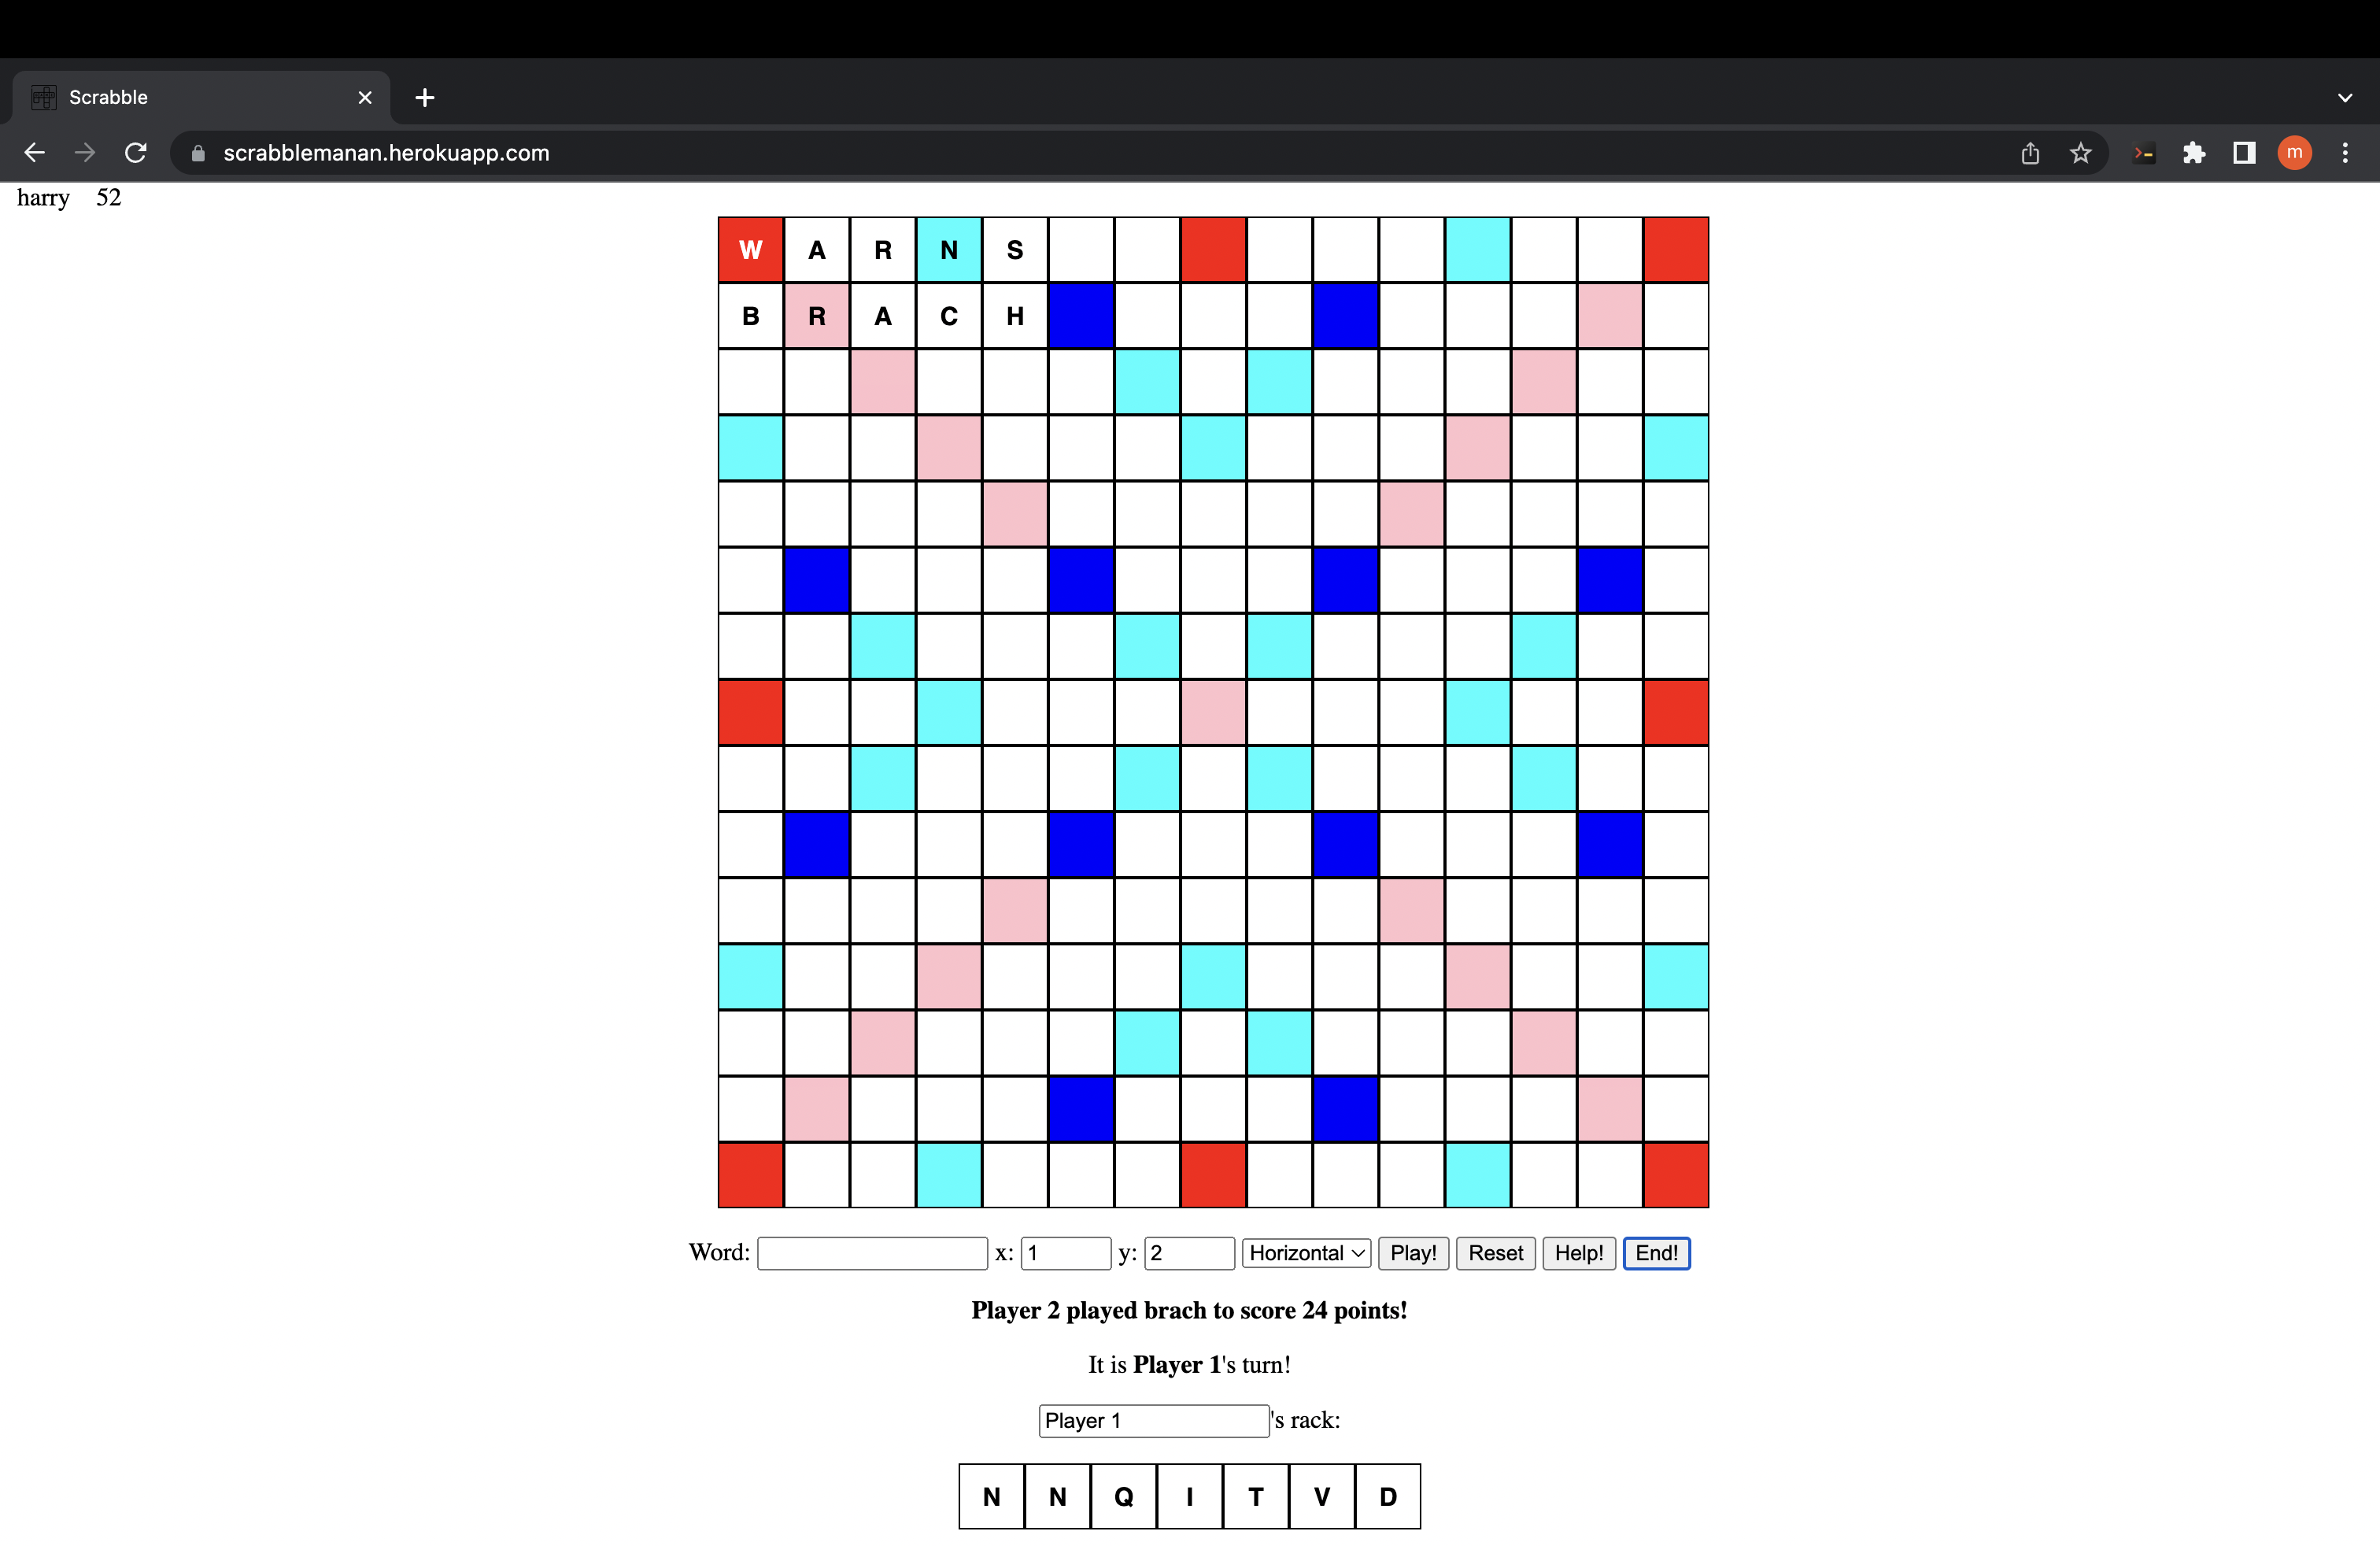 Scrabble
scrabblemanan.herokuapp.com
m
harry 52
W A R N S
B R A C H
Word: x: 1 y: 2 Horizontal Play! Reset Help! End!
Player 2 played brach to score 24 points!
It is Player 1's turn!
Player 1 's rack:
N N Q I T V D